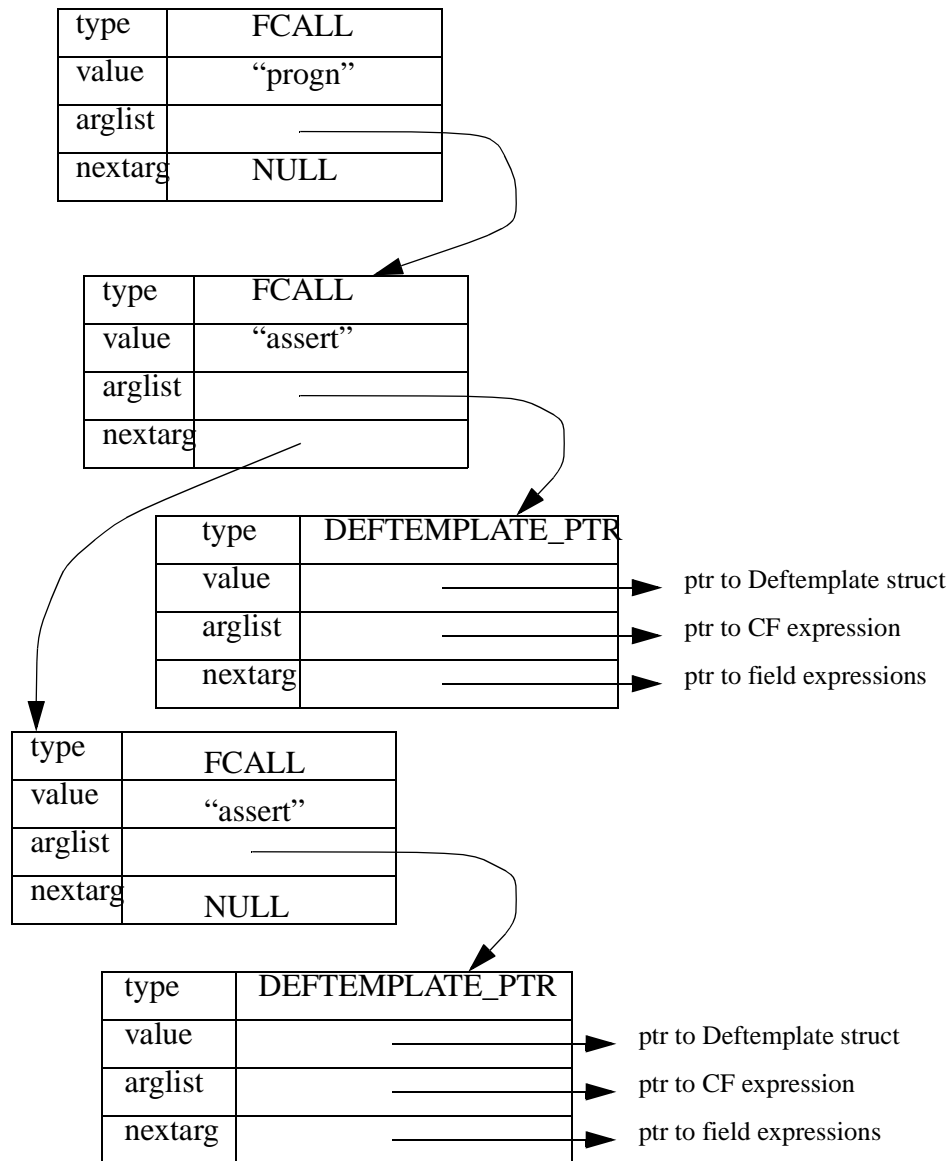 type FCALL
value “progn”
arglist
nextarg NULL
type FCALL
value “assert”
arglist
nextarg
type DEFTEMPLATE_PTR
value ptr to Deftemplate struct
arglist ptr to CF expression
nextarg ptr to field expressions
type FCALL
value “assert”
arglist
nextarg NULL
type DEFTEMPLATE_PTR
value ptr to Deftemplate struct
arglist ptr to CF expression
nextarg ptr to field expressions